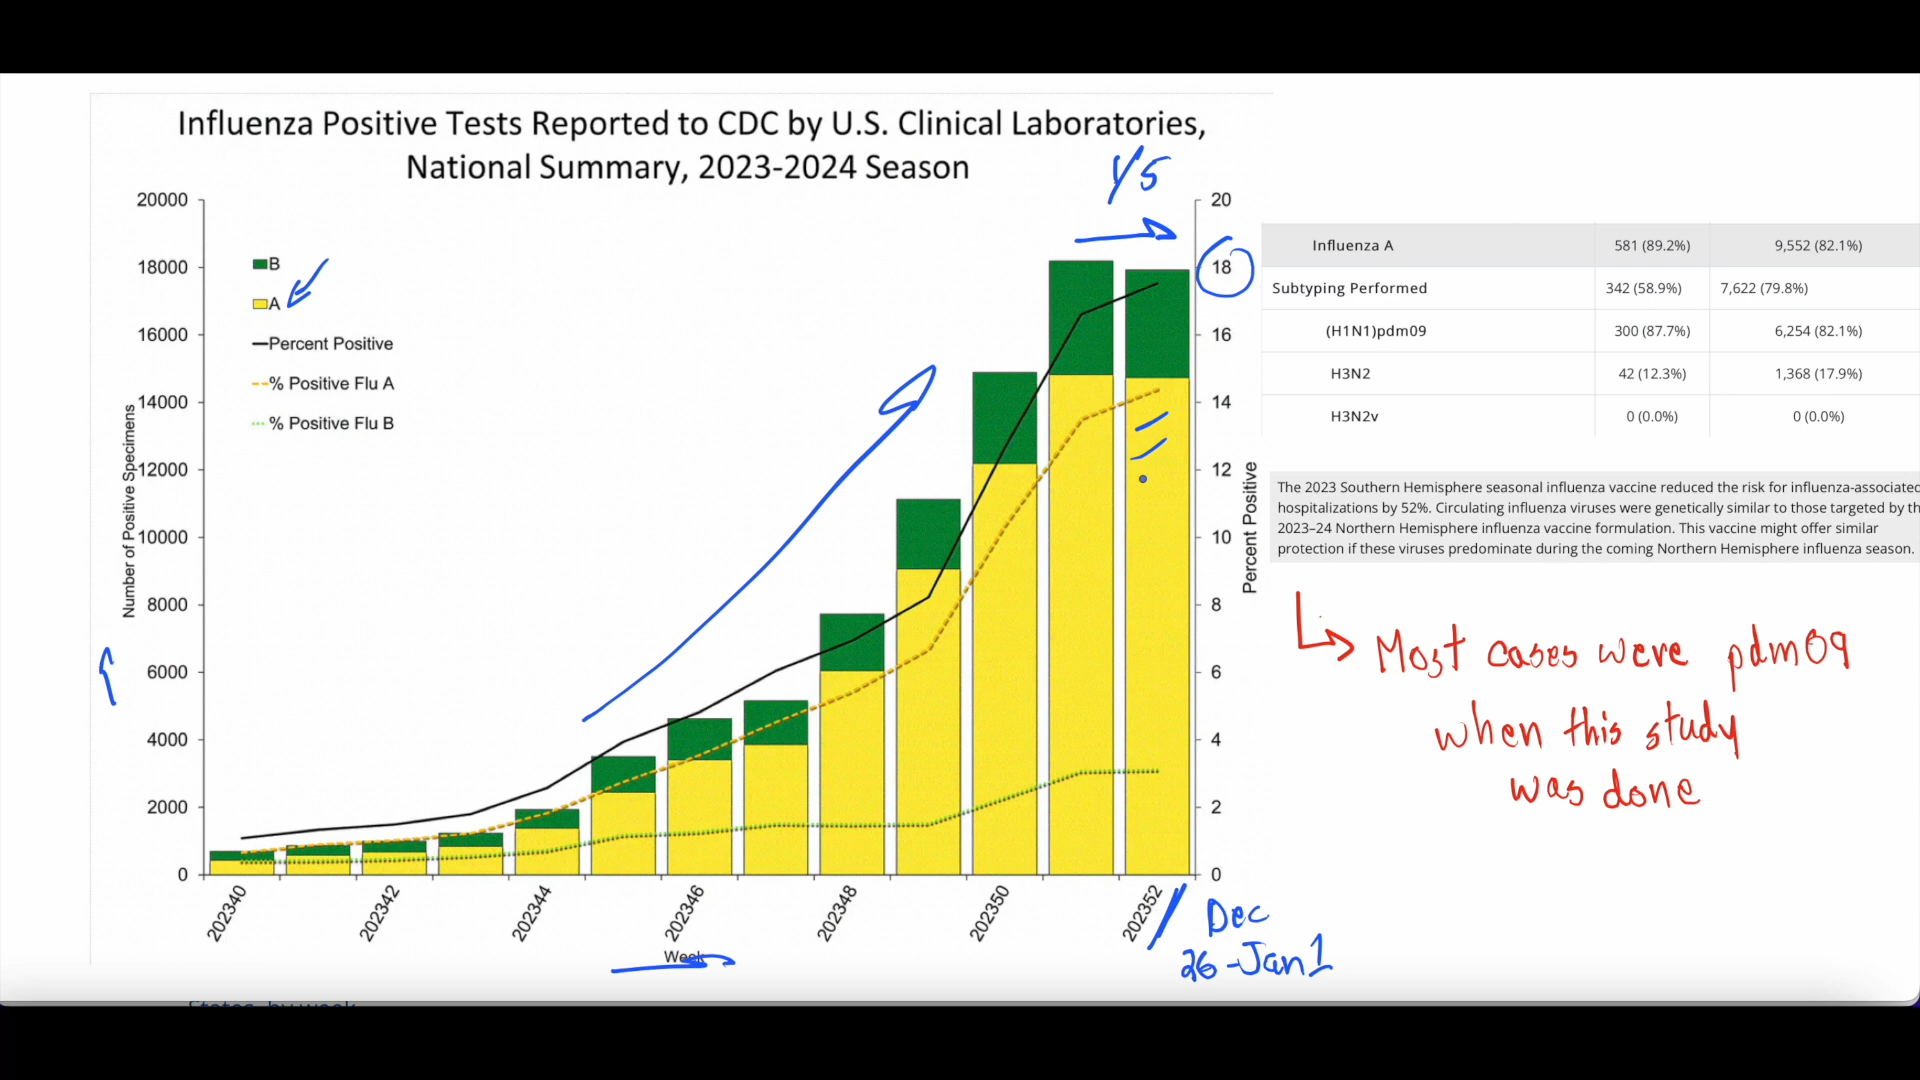 Influenza Positive Tests Reported to CDC by U.S. Clinical Laboratories,
National Summary, 2023-2024 Season
1/5
20000
18000
16000
14000
12000
10000
8000
6000
4000
2000
0
Number of Positive Specimens
B
A
Percent Positive
% Positive Flu A
% Positive Flu B
20
18
16
14
12
10
8
6
4
2
0
Percent Positive
202340
202342
202344
202346
202348
202350
202352
Week
Dec
26-Jan 1
Influenza A 581 (89.2%) 9,552 (82.1%)
Subtyping Performed 342 (58.9%) 7,622 (79.8%)
(H1N1)pdm09 300 (87.7%) 6,254 (82.1%)
H3N2 42 (12.3%) 1,368 (17.9%)
H3N2v 0 (0.0%) 0 (0.0%)
The 2023 Southern Hemisphere seasonal influenza vaccine reduced the risk for influenza-associated
hospitalizations by 52%. Circulating influenza viruses were genetically similar to those targeted by th
2023–24 Northern Hemisphere influenza vaccine formulation. This vaccine might offer similar
protection if these viruses predominate during the coming Northern Hemisphere influenza season.
Most cases were pdm09
when this study
was done